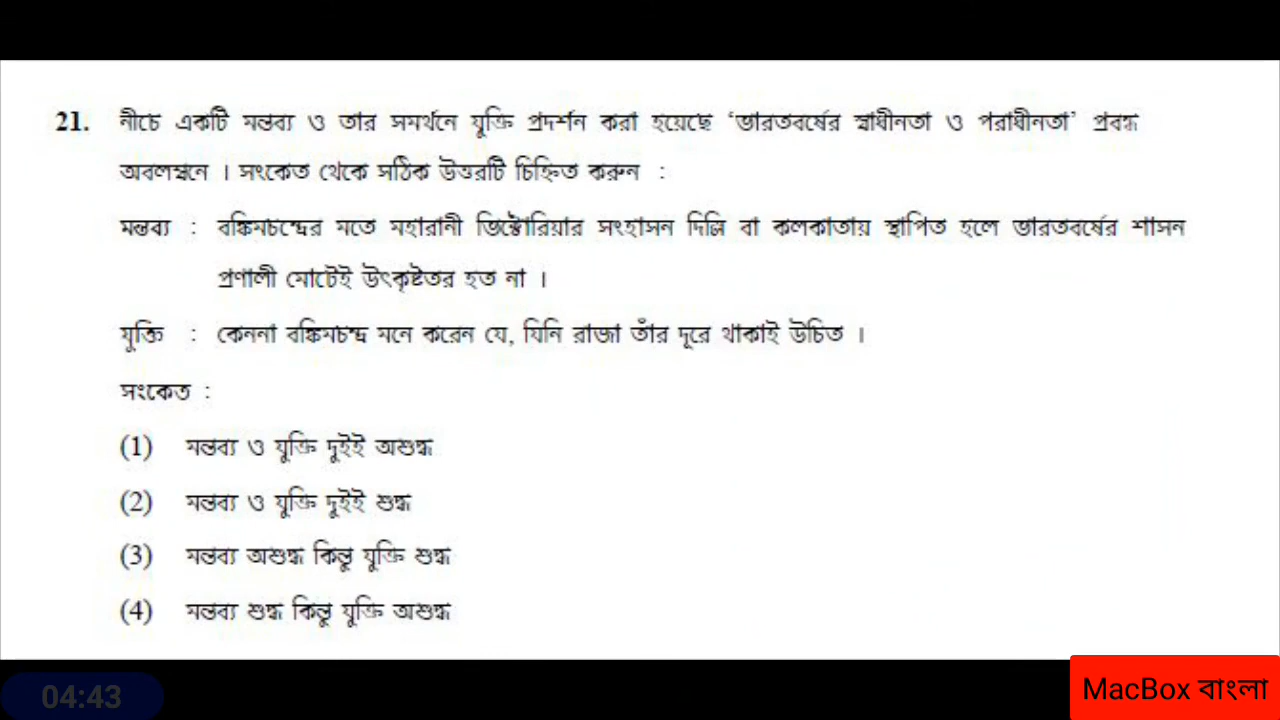 21. নীচে একটি মন্তব্য ও তার সমর্থনে যুক্তি প্রদর্শন করা হয়েছে ‘ভারতবর্ষের স্বাধীনতা ও পরাধীনতা’ প্রবন্ধ
অবলম্বনে । সংকেত থেকে সঠিক উত্তরটি চিহ্নিত করুন :
মন্তব্য : বঙ্কিমচন্দ্রের মতে মহারানী ভিক্টোরিয়ার সংহাসন দিল্লি বা কলকাতায় স্থাপিত হলে ভারতবর্ষের শাসন
প্রণালী মোটেই উৎকৃষ্টতর হত না ।
যুক্তি : কেননা বঙ্কিমচন্দ্র মনে করেন যে, যিনি রাজা তাঁর দূরে থাকাই উচিত ।
সংকেত :
(1) মন্তব্য ও যুক্তি দুইই অশুদ্ধ
(2) মন্তব্য ও যুক্তি দুইই শুদ্ধ
(3) মন্তব্য অশুদ্ধ কিন্তু যুক্তি শুদ্ধ
(4) মন্তব্য শুদ্ধ কিন্তু যুক্তি অশুদ্ধ
04:43
MacBox বাংলা